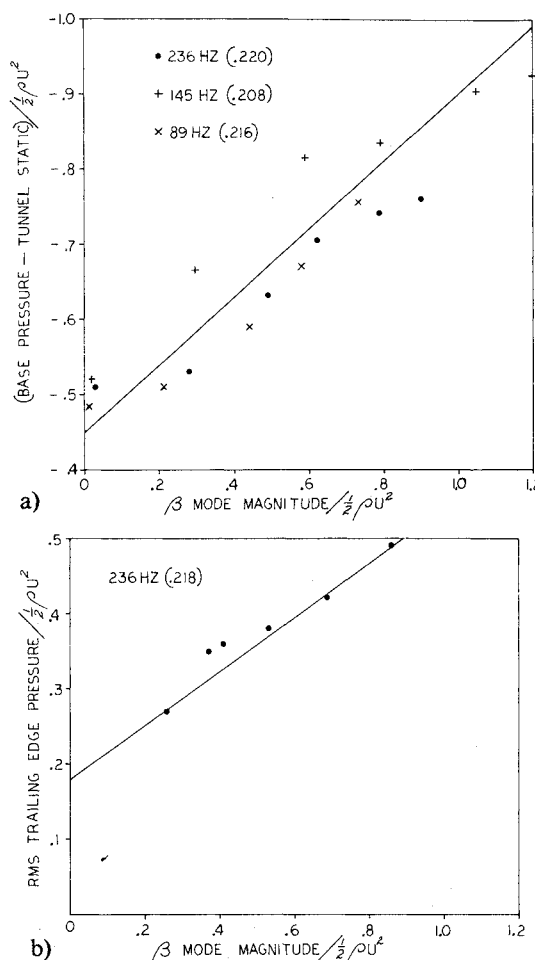 -1.0
-.9
-.8
-.7
-.6
-.5
-.4
(BASE PRESSURE – TUNNEL STATIC)/½ρU²
• 236 HZ (.220)
+ 145 HZ (.208)
× 89 HZ (.216)
0 .2 .4 .6 .8 1.0 1.2
a)
β MODE MAGNITUDE/½ρU²
.5
.4
.3
.2
.1
RMS TRAILING EDGE PRESSURE/½ρU²
236 HZ (.218)
0 .2 .4 .6 .8 1.0 1.2
b)
β MODE MAGNITUDE/½ρU²